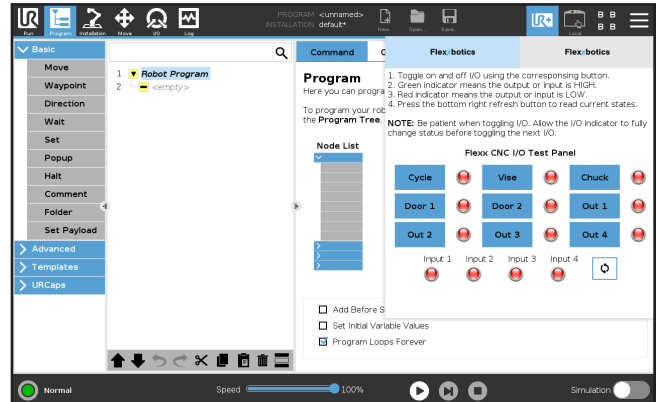 PROGRAM <unnamed>
INSTALLATION default*
UR
Run
Program
Installation
Move
I/O
Log
New...
Open...
Save...
UR+
Local
B B
B B
Basic
Move
Waypoint
Direction
Wait
Set
Popup
Halt
Comment
Folder
Set Payload
Advanced
Templates
URCaps
1 Robot Program
2 <empty>
Command
Program
Here you can progra
To program your rob
the Program Tree.
Node List
Add Before S
Set Initial Variable Values
Program Loops Forever
Flexxbotics
Flexxbotics
1. Toggle on and off I/O using the corresponsing button.
2. Green indicator means the output or input is HIGH.
3. Red indicator means the output or input is LOW.
4. Press the bottom right refresh button to read current states.
NOTE: Be patient when toggling I/O. Allow the I/O indicator to fully
change status before toggling the next I/O.
Flexx CNC I/O Test Panel
Cycle
Vise
Chuck
Door 1
Door 2
Out 1
Out 2
Out 3
Out 4
Input 1
Input 2
Input 3
Input 4
Normal
Speed
100%
Simulation